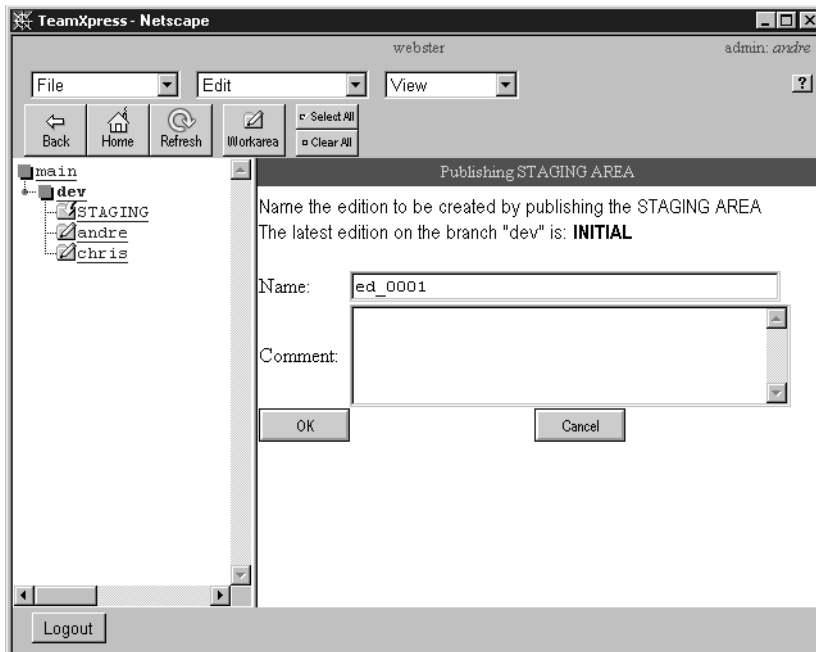 TeamXpress - Netscape
webster
admin: andre
File Edit View ?
Back Home Refresh Workarea Select All
Clear All
main
dev
STAGING
andre
chris
Publishing STAGING AREA
Name the edition to be created by publishing the STAGING AREA
The latest edition on the branch "dev" is: INITIAL
Name: ed_0001
Comment:
OK Cancel
Logout